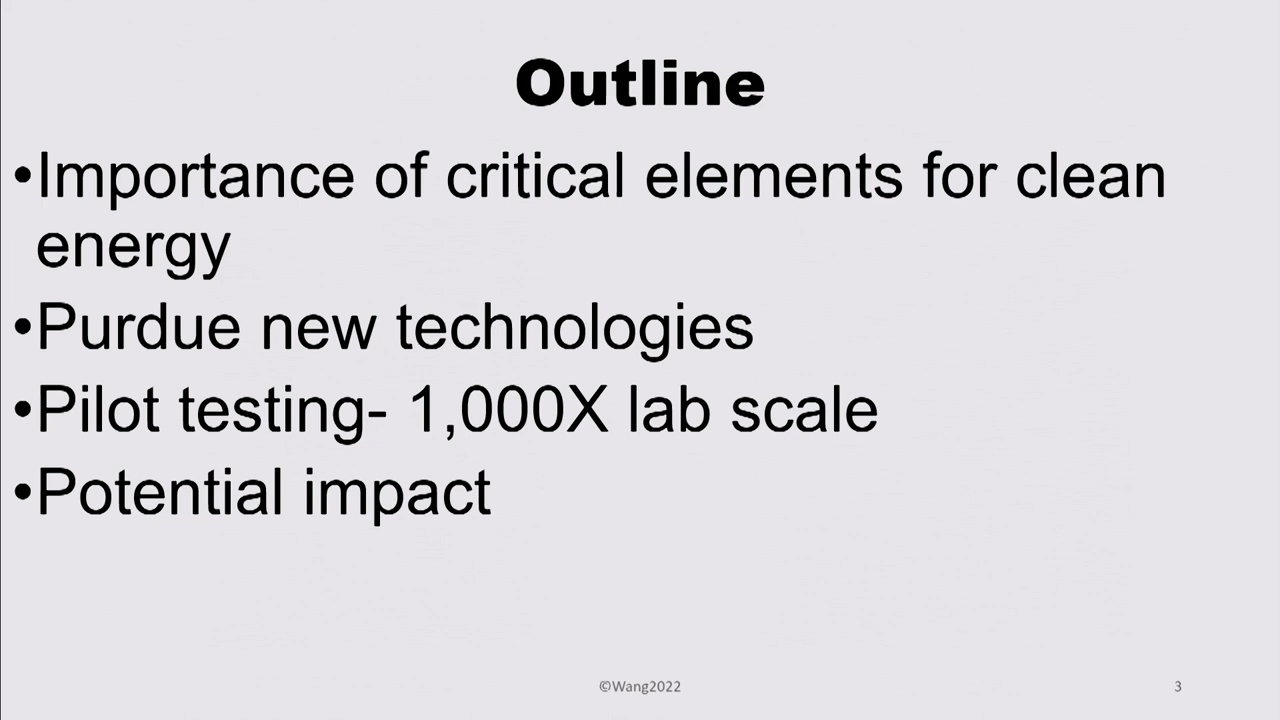 Outline
•Importance of critical elements for clean
energy
•Purdue new technologies
•Pilot testing- 1,000X lab scale
•Potential impact
©Wang2022
3